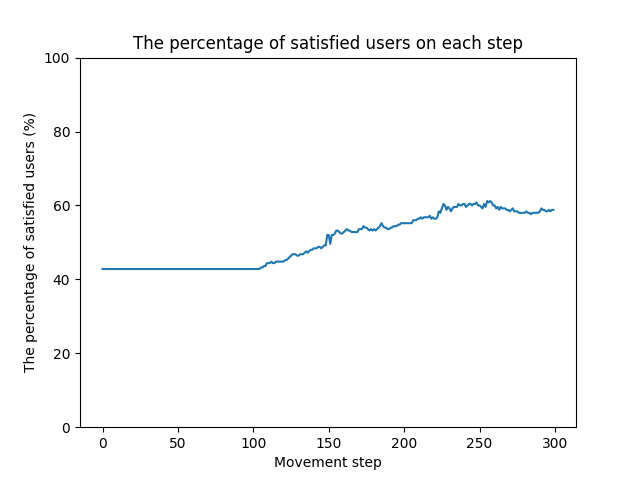 The percentage of satisfied users on each step
The percentage of satisfied users (%)
100
80
60
40
20
0
0 50 100 150 200 250 300
Movement step